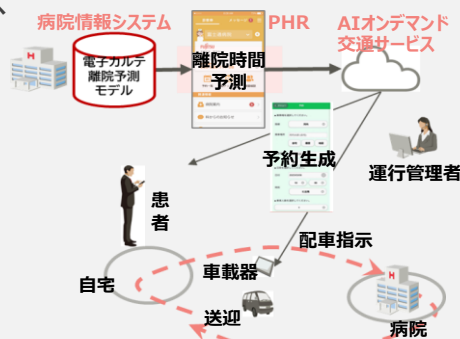 病院情報システム
PHR
AIオンデマンド
交通サービス
電子カルテ
離院予測
モデル
離院時間
予測
予約生成
運行管理者
患
者
配車指示
自宅
車載器
送迎
病院